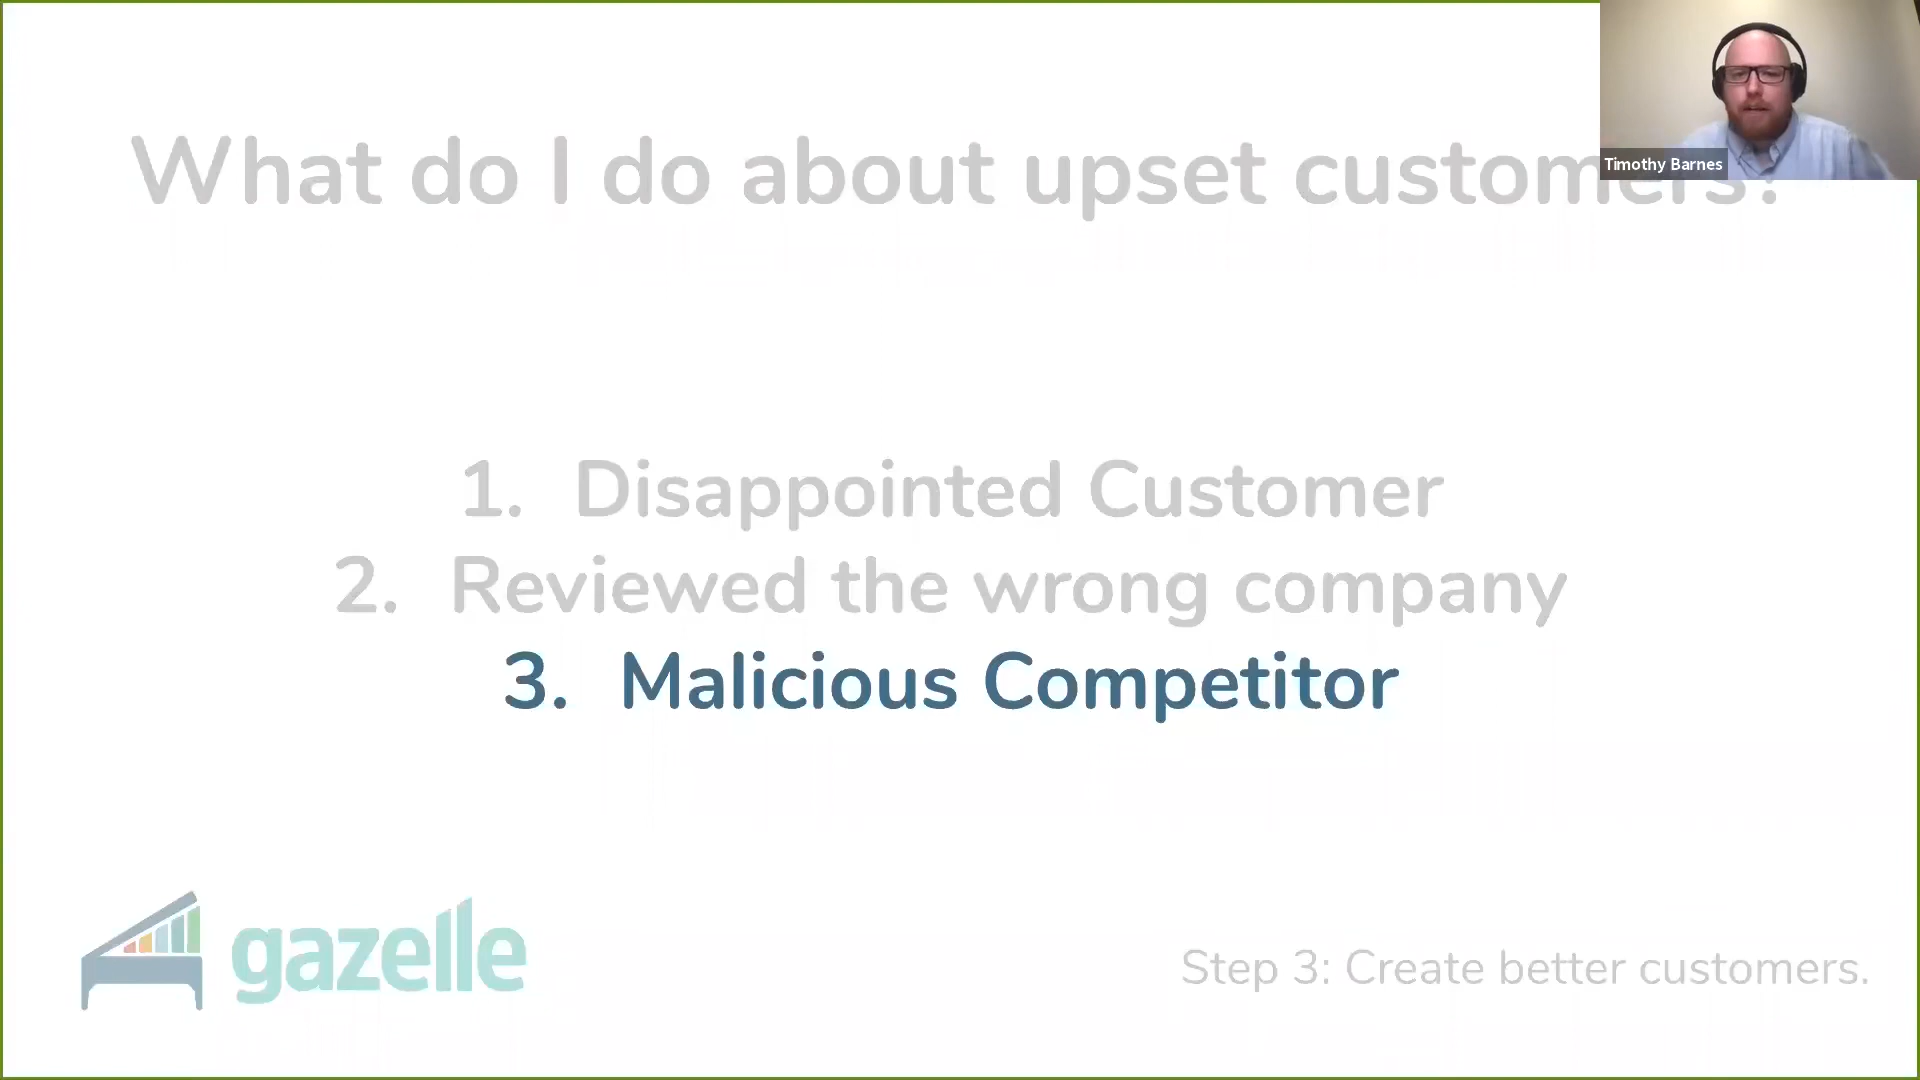 What do I do about upset customers?
Timothy Barnes
1. Disappointed Customer
2. Reviewed the wrong company
3. Malicious Competitor
gazelle
Step 3: Create better customers.